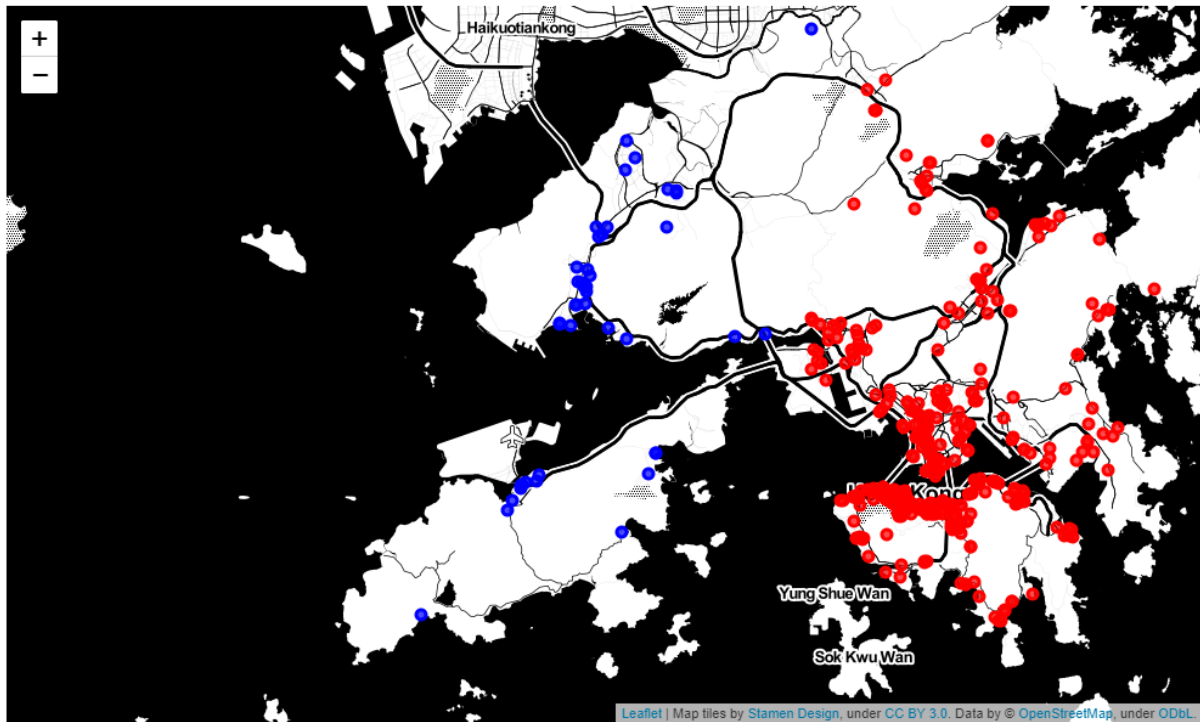 +
−
Haikuotiankong
Kong
Yung Shue Wan
Sok Kwu Wan
Leaflet | Map tiles by Stamen Design, under CC BY 3.0. Data by © OpenStreetMap, under ODbL.